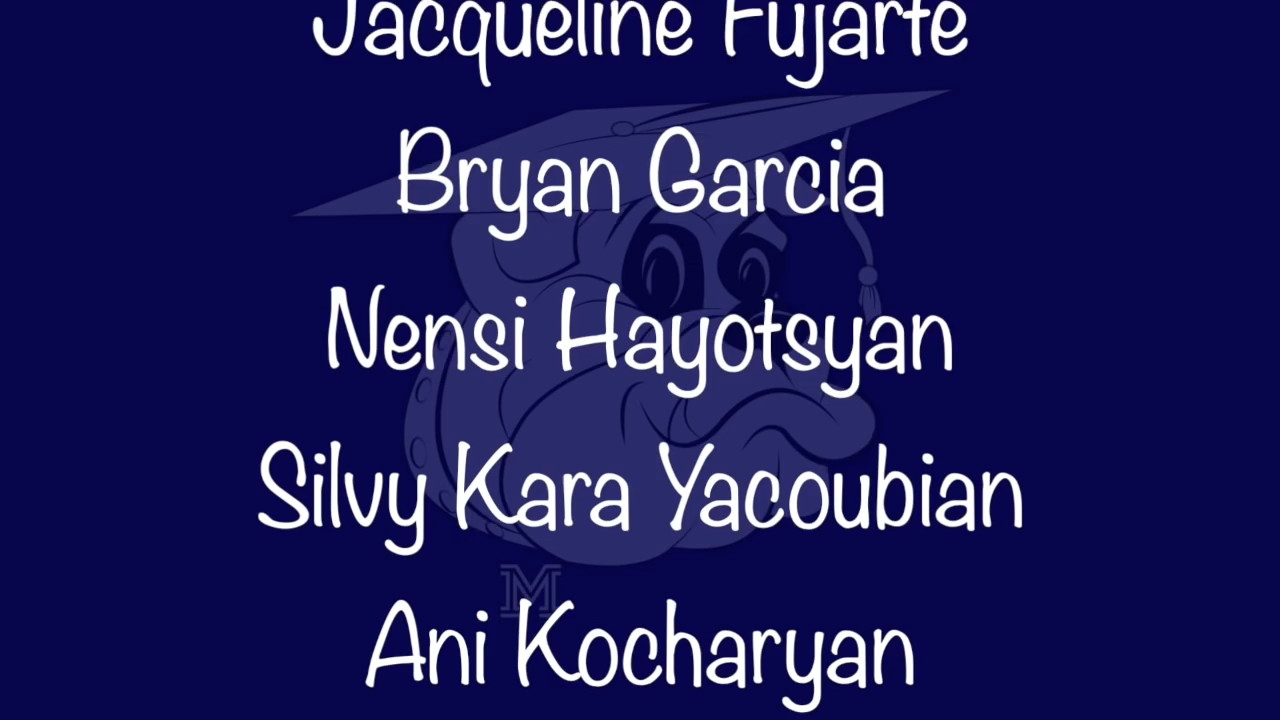 Jacqueline Fujarte
Bryan Garcia
Nensi Hayotsyan
Silvy Kara Yacoubian
M
Ani Kocharyan